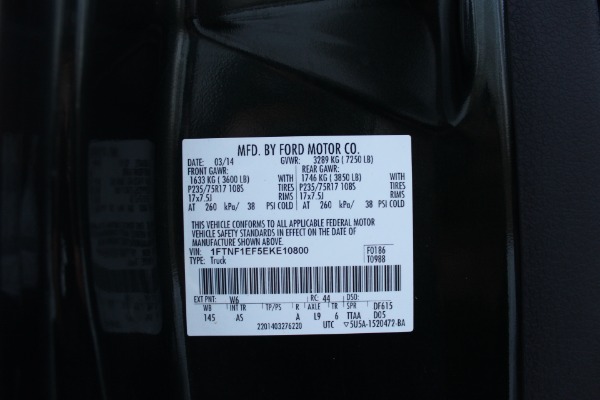 MFD. BY FORD MOTOR CO.
DATE: 03/14 GVWR: 3289 KG ( 7250 LB)
FRONT GAWR: REAR GAWR:
1633 KG ( 3600 LB) WITH 1746 KG ( 3850 LB) WITH
P235/75R17 108S TIRES P235/75R17 108S TIRES
17x7.5J RIMS 17x7.5J RIMS
AT 260 kPa/ 38 PSI COLD AT 260 kPa/ 38 PSI COLD
THIS VEHICLE CONFORMS TO ALL APPLICABLE FEDERAL MOTOR
VEHICLE SAFETY STANDARDS IN EFFECT ON THE DATE OF
MANUFACTURE SHOWN ABOVE.
VIN: 1FTNF1EF5EKE10800 F0186
TYPE: Truck T0988
EXT PNT: W6 RC: 44 DSO:
WB INT TR TP/PS R AXLE TR SPR DF615
145 AS A L9 6 TTAA D05
2201403276220 UTC ▽5U5A-1520472-BA